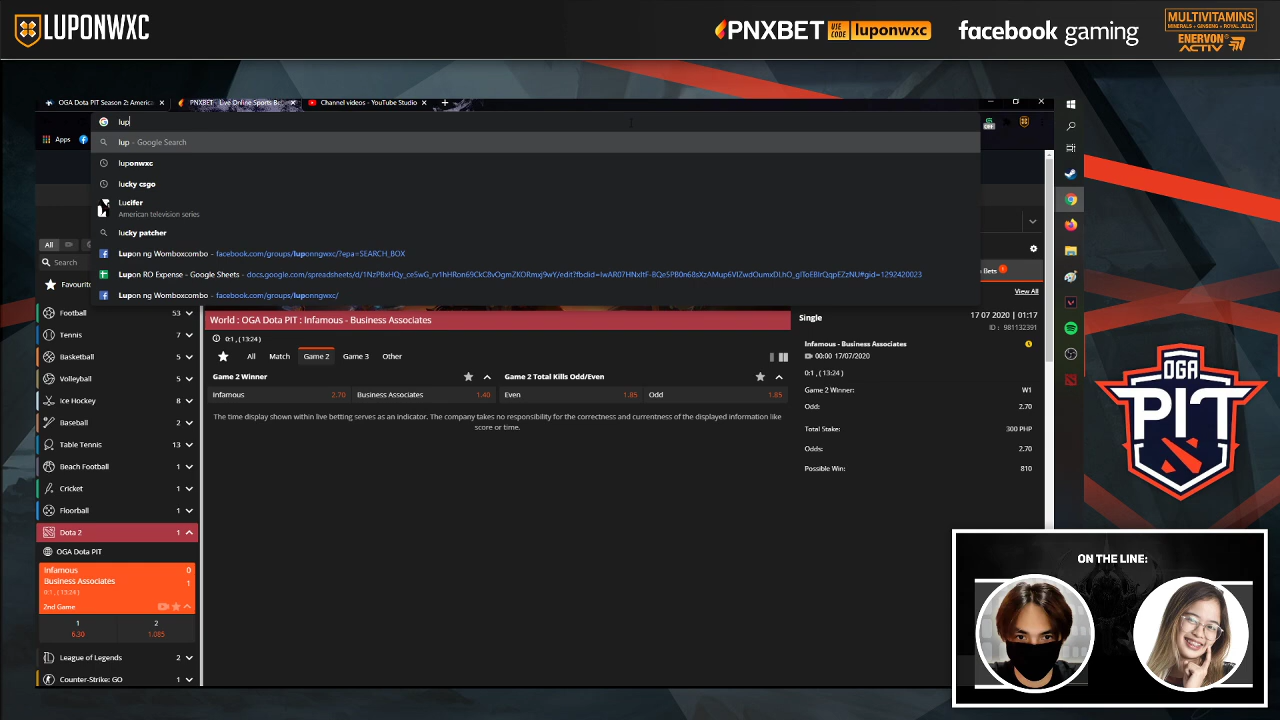 LUPONWXC
PNXBET USE CODE luponwxc
facebook gaming
MULTIVITAMINS
MINERALS + GINSENG + ROYAL JELLY
ENERVON
ACTIV
OGA Dota PIT Season 2: Americ
PNXBET - Live Online Sports Be
Channel videos - YouTube Studio
lup
Apps
lup - Google Search
luponwxc
lucky csgo
Lucifer
American television series
lucky patcher
Lupon ng Womboxcombo - facebook.com/groups/luponngwxc/?epa=SEARCH_BOX
Lupon RO Expense - Google Sheets -
Lupon ng Womboxcombo - facebook.com/groups/luponngwxc/
OFF
All
Search
Favourite
Football 53
Tennis 7
Basketball 5
Volleyball 5
Ice Hockey 8
Baseball 2
Table Tennis 13
Beach Football 1
Cricket 1
Floorball 1
Dota 2 1
OGA Dota PIT
Infamous 0
Business Associates 1
0:1 , ( 13:24 )
2nd Game
1 2
6.30 1.085
League of Legends 2
Counter-Strike: GO 1
World : OGA Dota PIT : Infamous - Business Associates
0:1 , ( 13:24 )
All Match Game 2 Game 3 Other
Game 2 Winner
Infamous 2.70 Business Associates 1.40
Game 2 Total Kills Odd/Even
Even 1.85 Odd 1.85
The time display shown within live betting serves as an indicator. The company takes no responsibility for the correctness and currentness of the displayed information like
score or time.
Bets
View All
Single
17 07 2020 | 01:17
ID : 981132391
Infamous - Business Associates
00:00 17/07/2020
0:1 , ( 13:24 )
Game 2 Winner: W1
Odd: 2.70
Total Stake: 300 PHP
Odds: 2.70
Possible Win: 810
OGA
PIT
ON THE LINE: